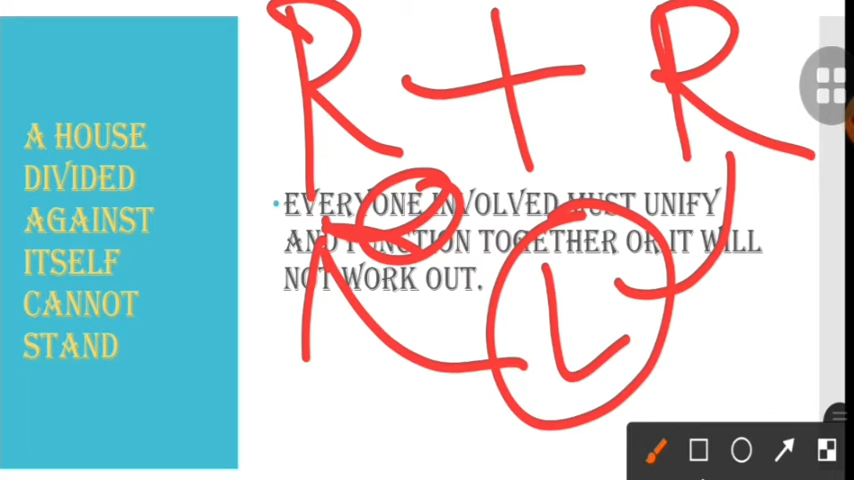 R + R
A HOUSE
DIVIDED
AGAINST
ITSELF
CANNOT
STAND
• EVERYONE INVOLVED MUST UNIFY
AND FUNCTION TOGETHER OR IT WILL
NOT WORK OUT.
L